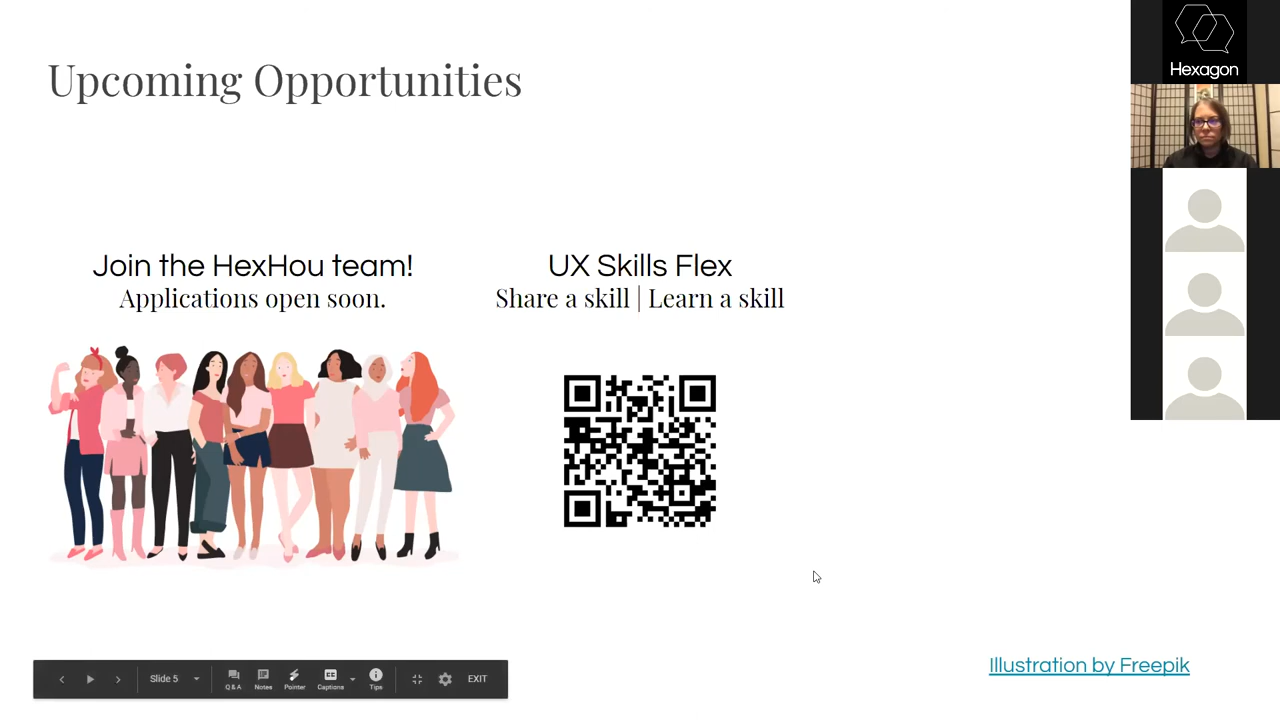 Upcoming Opportunities
Hexagon
Join the HexHou team!
Applications open soon.
UX Skills Flex
Share a skill | Learn a skill
Illustration by Freepik
Slide 5
Q & A
Notes
Pointer
Captions
CC
Tips
EXIT